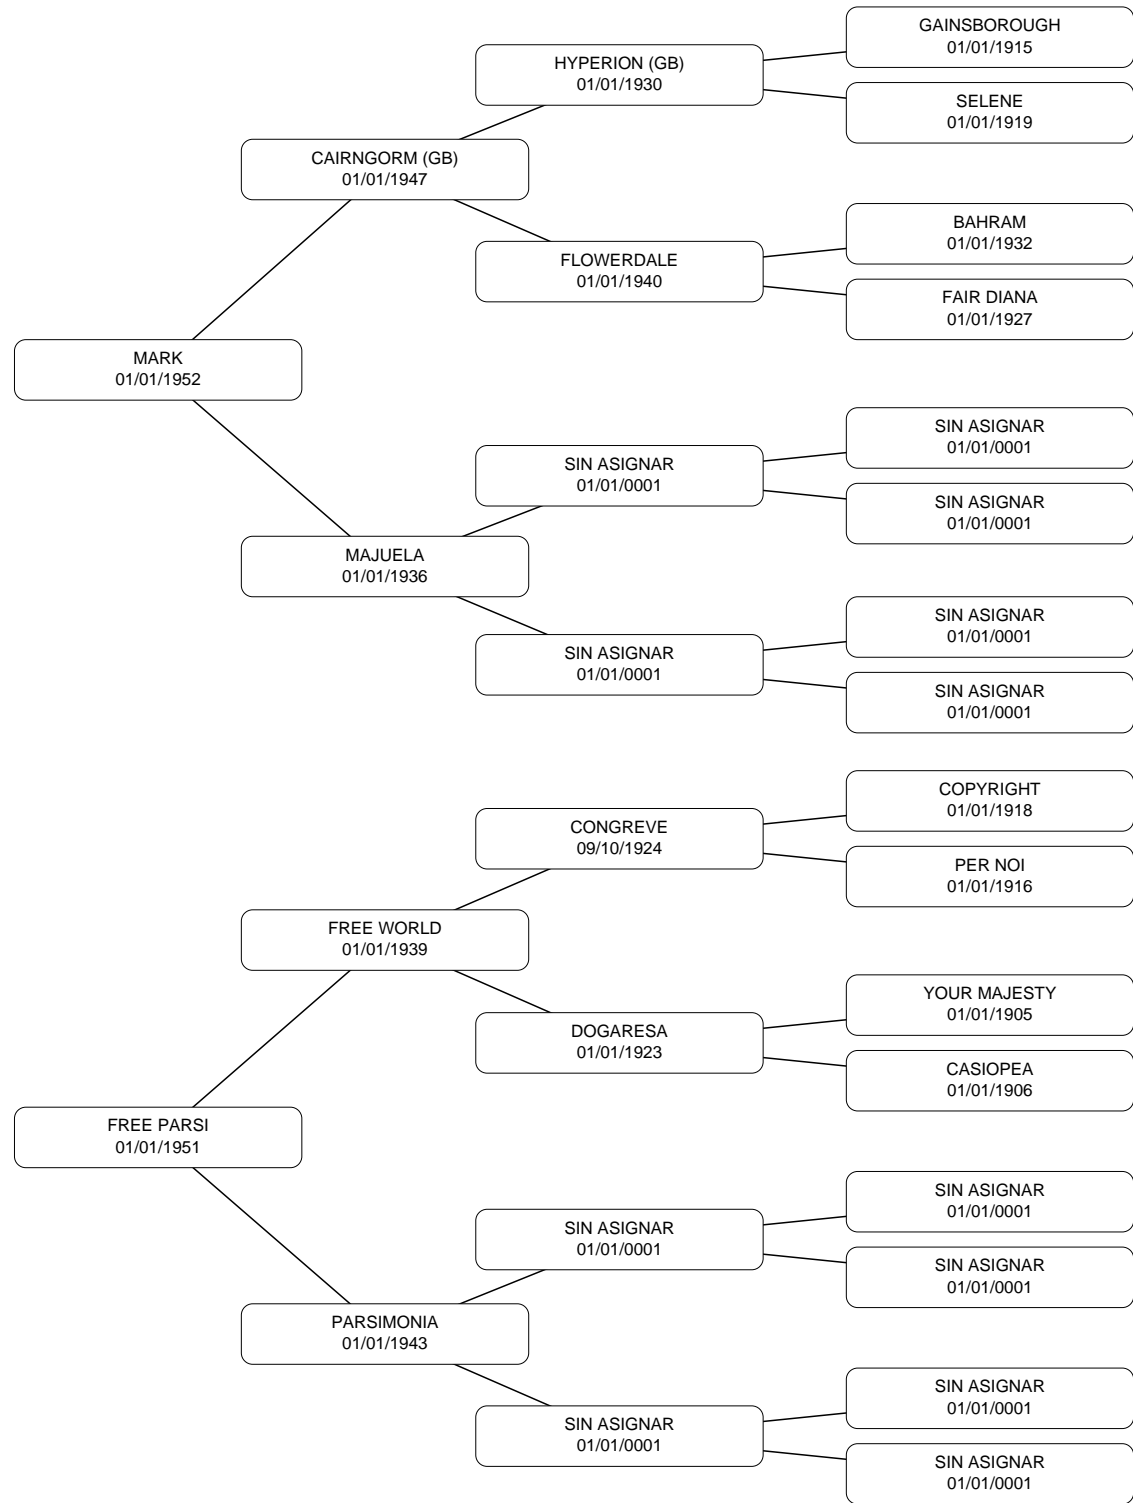 GAINSBOROUGH
01/01/1915
HYPERION (GB)
01/01/1930
SELENE
01/01/1919
CAIRNGORM (GB)
01/01/1947
BAHRAM
01/01/1932
FLOWERDALE
01/01/1940
FAIR DIANA
01/01/1927
MARK
01/01/1952
SIN ASIGNAR
01/01/0001
SIN ASIGNAR
01/01/0001
SIN ASIGNAR
01/01/0001
MAJUELA
01/01/1936
SIN ASIGNAR
01/01/0001
SIN ASIGNAR
01/01/0001
SIN ASIGNAR
01/01/0001
COPYRIGHT
01/01/1918
CONGREVE
09/10/1924
PER NOI
01/01/1916
FREE WORLD
01/01/1939
YOUR MAJESTY
01/01/1905
DOGARESA
01/01/1923
CASIOPEA
01/01/1906
FREE PARSI
01/01/1951
SIN ASIGNAR
01/01/0001
SIN ASIGNAR
01/01/0001
SIN ASIGNAR
01/01/0001
PARSIMONIA
01/01/1943
SIN ASIGNAR
01/01/0001
SIN ASIGNAR
01/01/0001
SIN ASIGNAR
01/01/0001